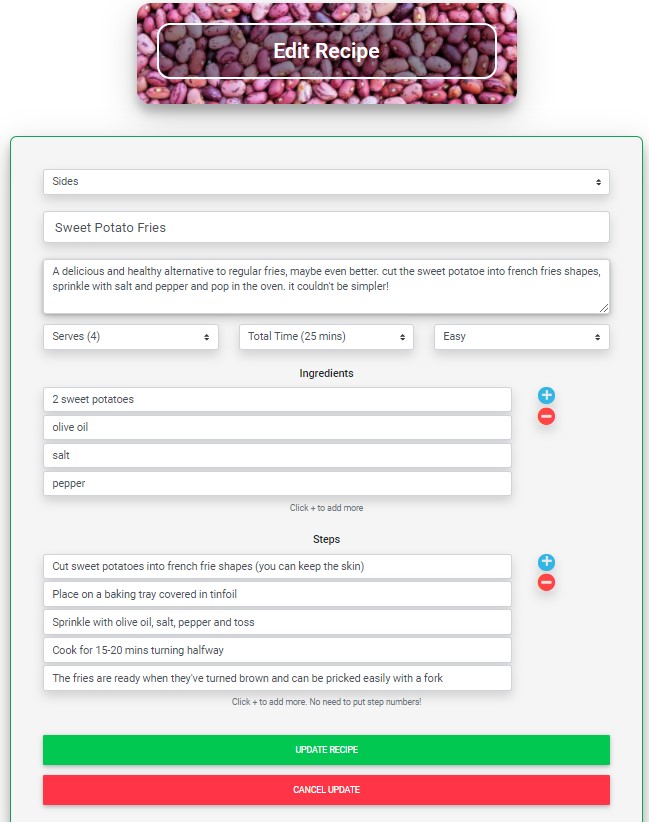 Edit Recipe
Sides
Sweet Potato Fries
A delicious and healthy alternative to regular fries, maybe even better. cut the sweet potatoe into french fries shapes,
sprinkle with salt and pepper and pop in the oven. it couldn't be simpler!
Serves (4) Total Time (25 mins) Easy
Ingredients
2 sweet potatoes
olive oil
salt
pepper
Click + to add more
Steps
Cut sweet potatoes into french frie shapes (you can keep the skin)
Place on a baking tray covered in tinfoil
Sprinkle with olive oil, salt, pepper and toss
Cook for 15-20 mins turning halfway
The fries are ready when they've turned brown and can be pricked easily with a fork
Click + to add more. No need to put step numbers!
UPDATE RECIPE
CANCEL UPDATE